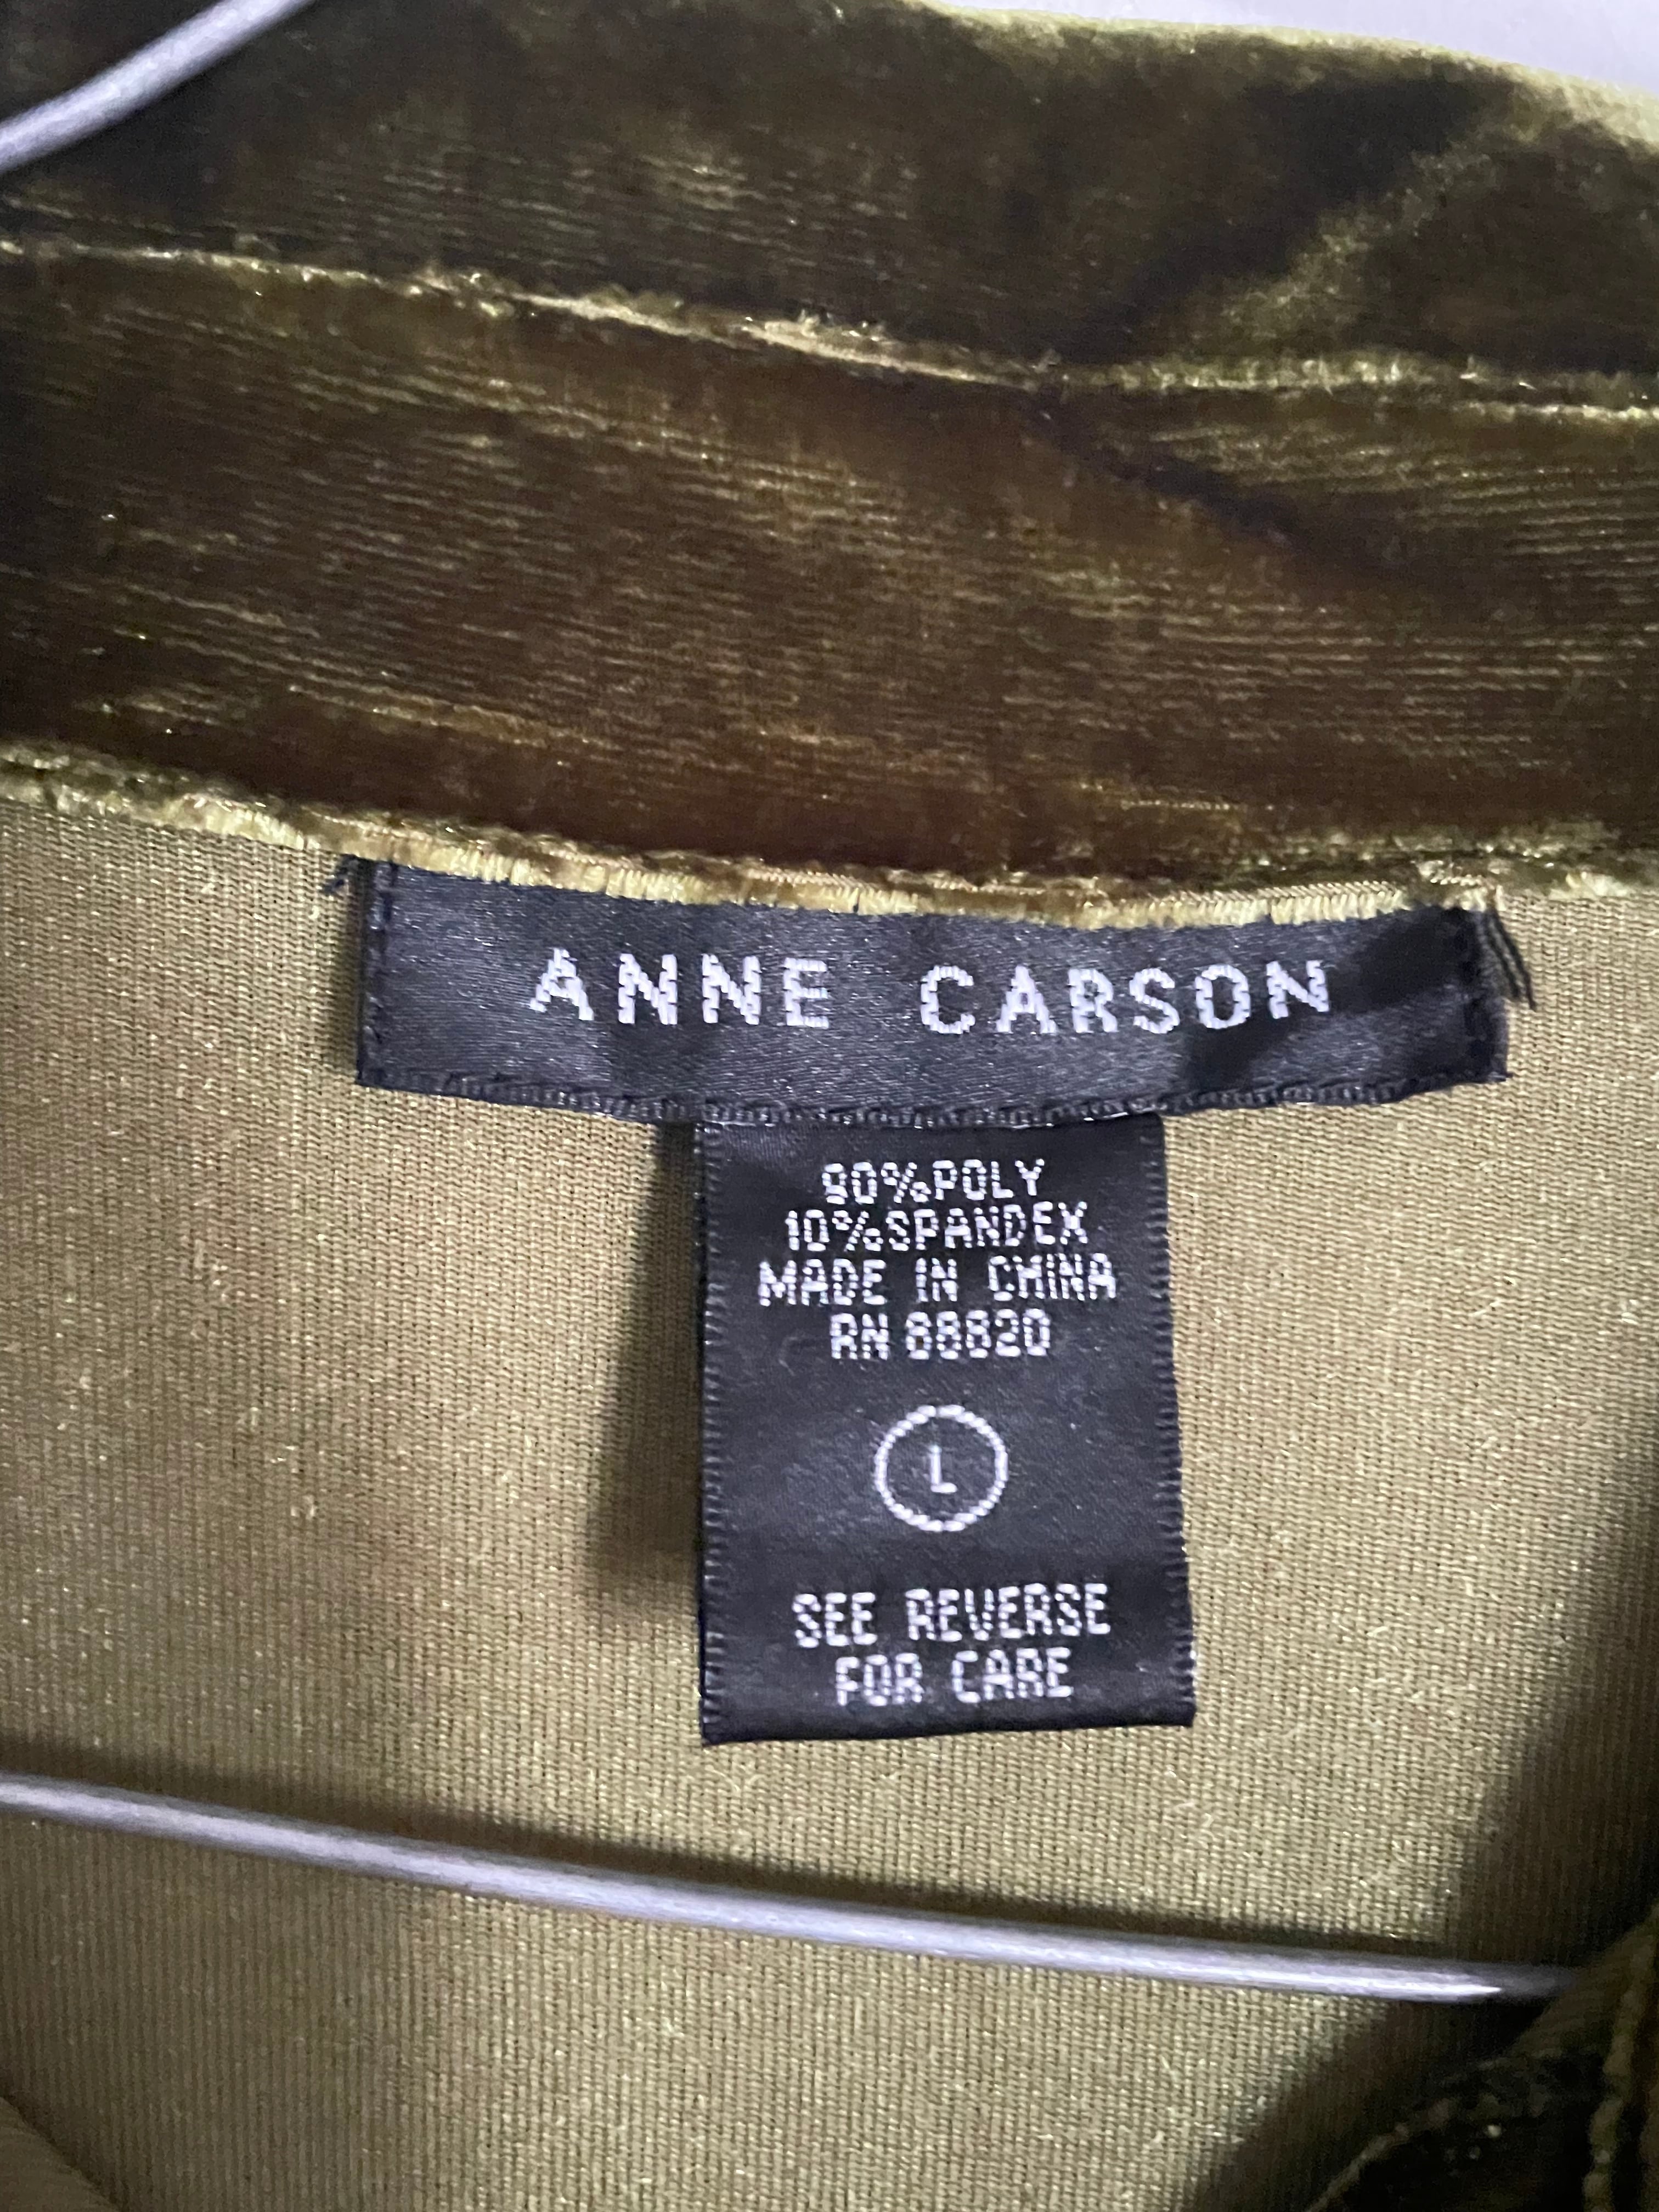 ANNE CARSON
90%POLY
10%SPANDEX
MADE IN CHINA
RN 88820
L
SEE REVERSE
FOR CARE